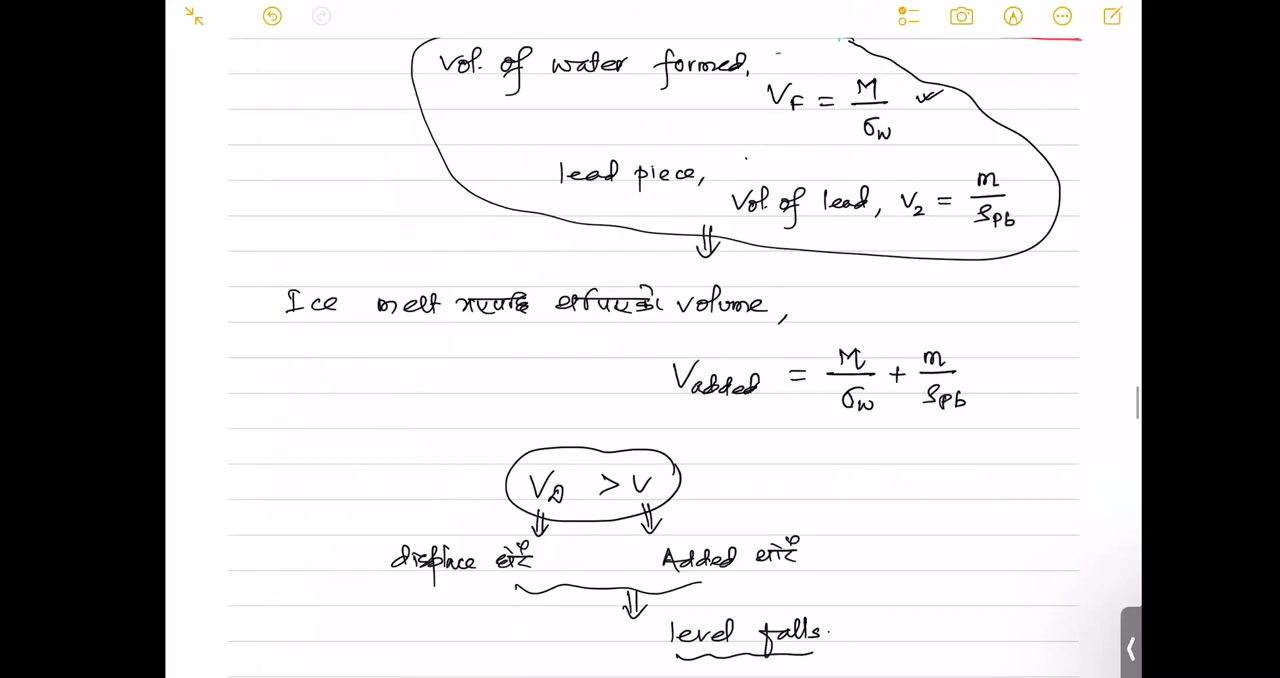 Vol. of water formed,
V_F = M/σ_w
lead piece,
Vol. of lead, V_2 = m/ρ_Pb
⇓
Ice melt volume,
V_added = M/σ_w + m/ρ_Pb
V_D > V
⇓ ⇓
displace Added
⇓
level falls.